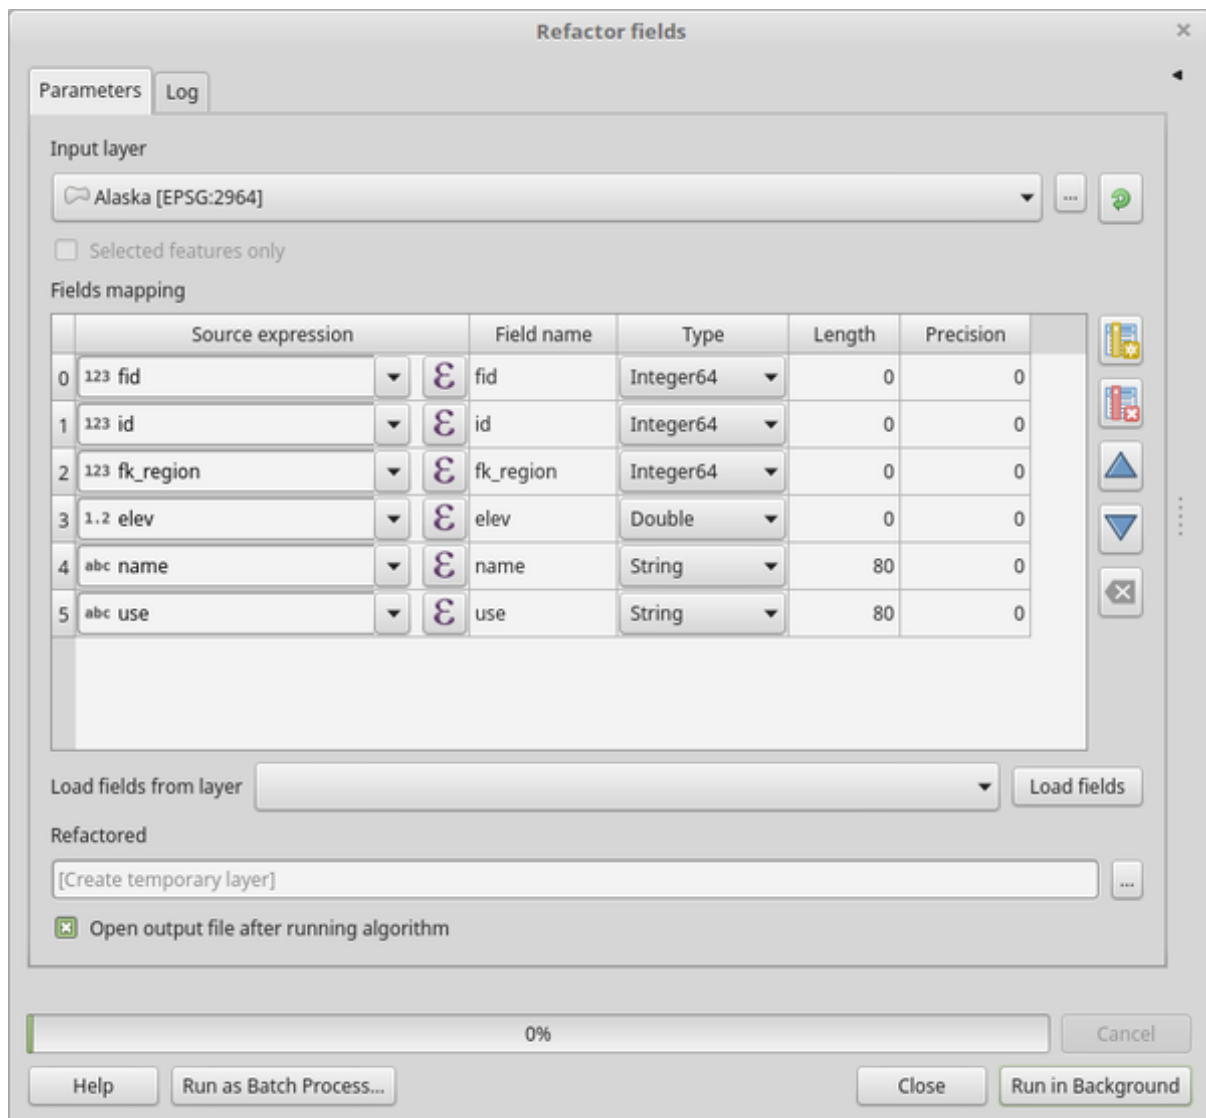 Refactor fields
Parameters Log
Input layer
Alaska [EPSG:2964] ...
Selected features only
Fields mapping
Source expression Field name Type Length Precision
0 123 fid ε fid Integer64 0 0
1 123 id ε id Integer64 0 0
2 123 fk_region ε fk_region Integer64 0 0
3 1.2 elev ε elev Double 0 0
4 abc name ε name String 80 0
5 abc use ε use String 80 0
Load fields from layer Load fields
Refactored
[Create temporary layer] ...
Open output file after running algorithm
0% Cancel
Help Run as Batch Process... Close Run in Background